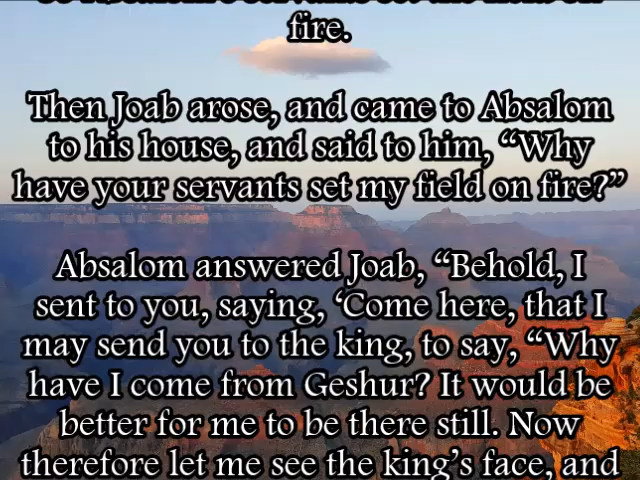 fire.
Then Joab arose, and came to Absalom
to his house, and said to him, “Why
have your servants set my field on fire?”
Absalom answered Joab, “Behold, I
sent to you, saying, ‘Come here, that I
may send you to the king, to say, “Why
have I come from Geshur? It would be
better for me to be there still. Now
therefore let me see the king’s face, and